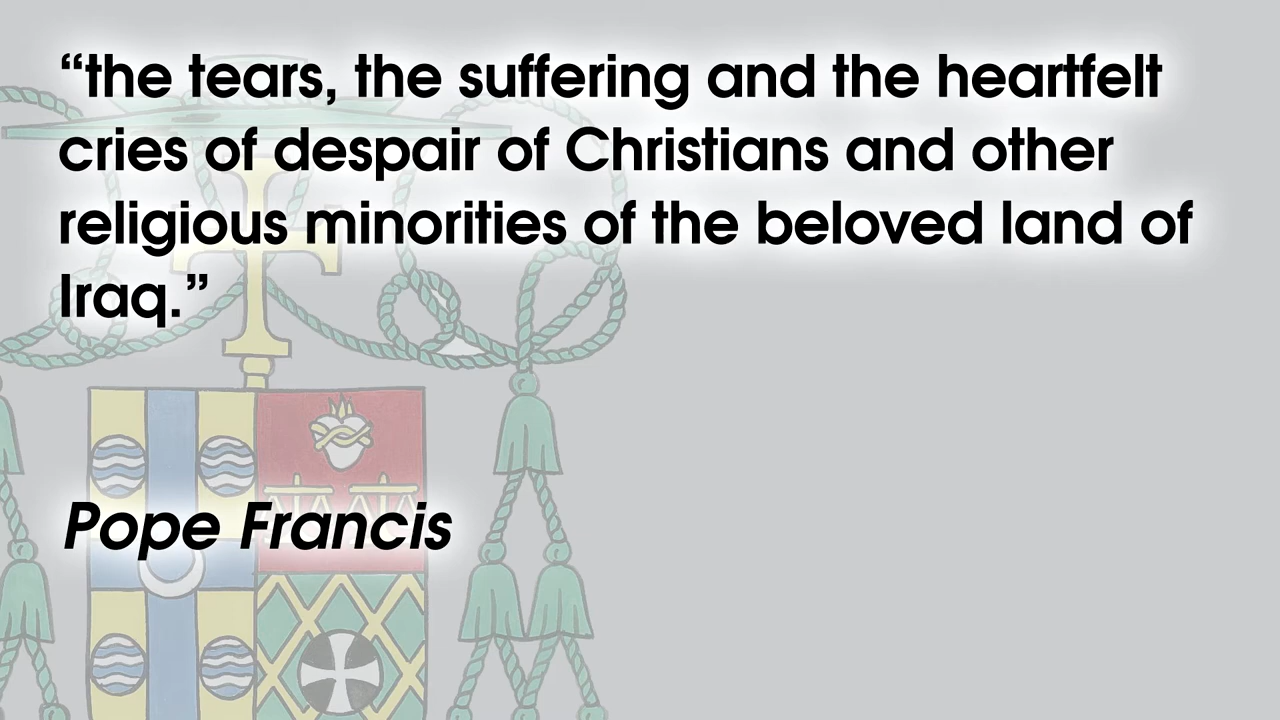 “the tears, the suffering and the heartfelt
cries of despair of Christians and other
religious minorities of the beloved land of
Iraq.”
Pope Francis